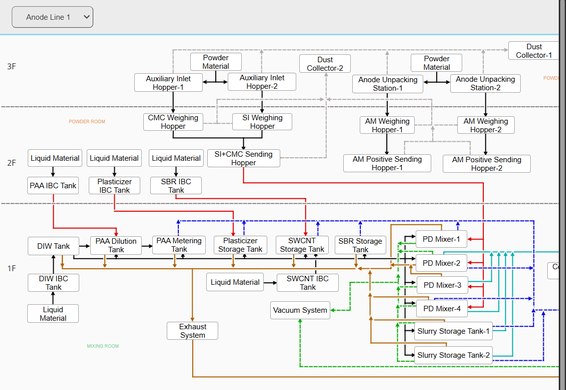 Anode Line 1
3F
Powder
Material
Auxiliary Inlet
Hopper-1
Auxiliary Inlet
Hopper-2
Dust
Collector-2
Powder
Material
Anode Unpacking
Station-1
Anode Unpacking
Station-2
Dust
Collector-1
POWDER ROOM
CMC Weighing
Hopper
SI Weighing
Hopper
AM Weighing
Hopper-1
AM Weighing
Hopper-2
2F
Liquid Material
Liquid Material
Liquid Material
SI+CMC Sending
Hopper
AM Positive Sending
Hopper-1
AM Positive Sending
Hopper-2
PAA IBC Tank
Plasticizer
IBC Tank
SBR IBC
Tank
1F
DIW Tank
PAA Dilution
Tank
PAA Metering
Tank
Plasticizer
Storage Tank
SWCNT
Storage Tank
SBR Storage
Tank
PD Mixer-1
PD Mixer-2
PD Mixer-3
PD Mixer-4
Slurry Storage Tank-1
Slurry Storage Tank-2
DIW IBC
Tank
Liquid Material
SWCNT IBC
Tank
Liquid
Material
Vacuum System
Exhaust
System
MIXING ROOM